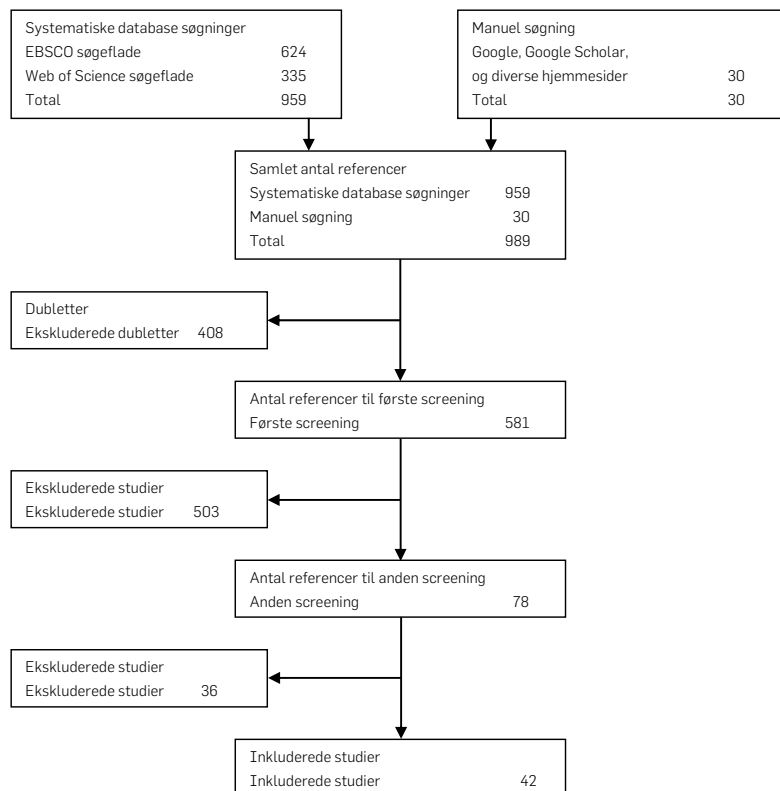 Systematiske database søgninger
EBSCO søgeflade 624
Web of Science søgeflade 335
Total 959
Manuel søgning
Google, Google Scholar,
og diverse hjemmesider 30
Total 30
Samlet antal referencer
Systematiske database søgninger 959
Manuel søgning 30
Total 989
Dubletter
Ekskluderede dubletter 408
Antal referencer til første screening
Første screening 581
Ekskluderede studier
Ekskluderede studier 503
Antal referencer til anden screening
Anden screening 78
Ekskluderede studier
Ekskluderede studier 36
Inkluderede studier
Inkluderede studier 42